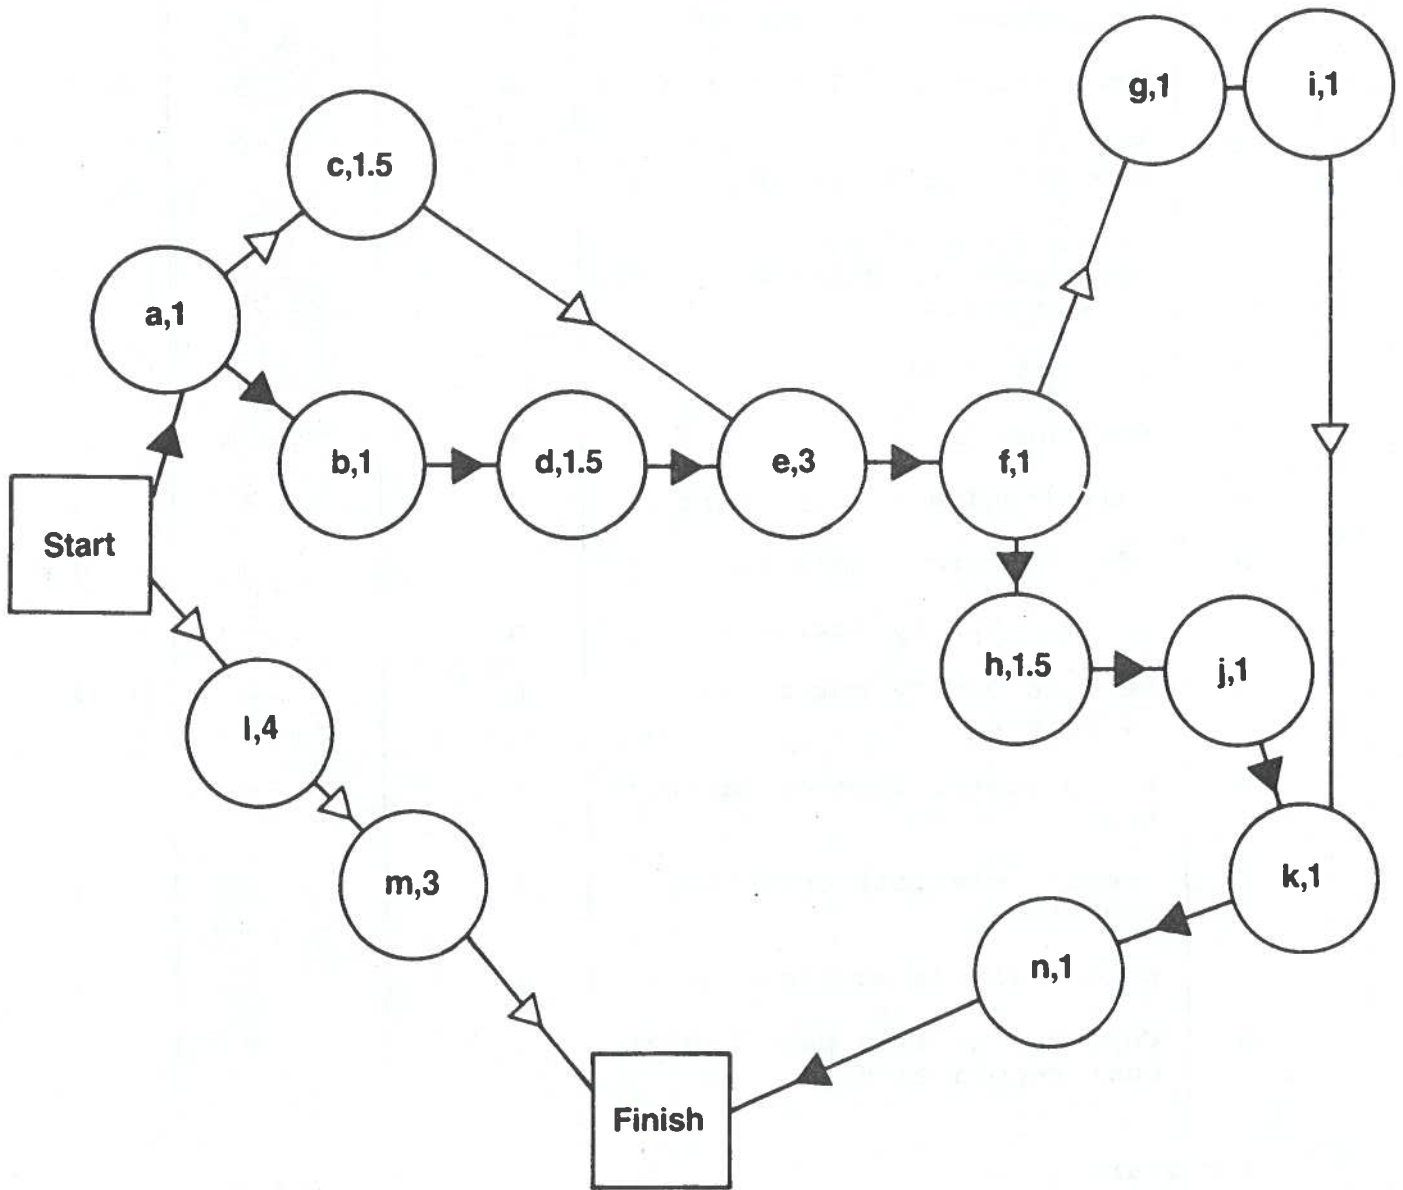 g,1
i,1
c,1.5
a,1
b,1
d,1.5
e,3
f,1
Start
h,1.5
j,1
l,4
m,3
k,1
n,1
Finish